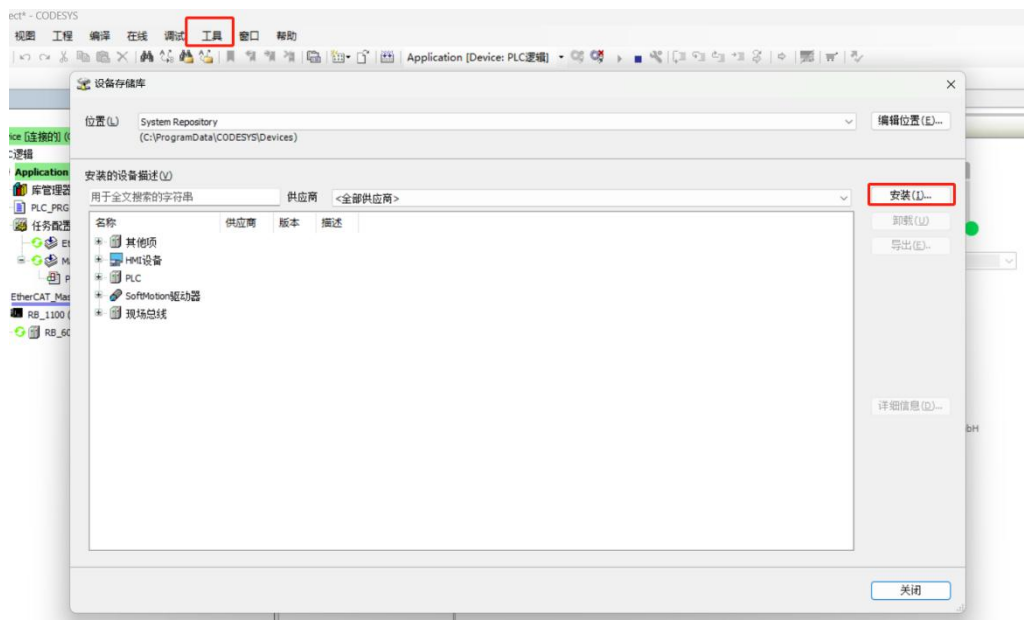 ect* - CODESYS
视图 工程 编译 在线 调试 工具 窗口 帮助
Application [Device: PLC逻辑]
设备存储库
位置(L) System Repository 编辑位置(E)...
(C:\ProgramData\CODESYS\Devices)
ice [连接的] (
C逻辑
Application
库管理器
PLC_PRG
任务配置
Et
M
P
EtherCAT_Mas
RB_1100 (
RB_60
安装的设备描述(V)
用于全文搜索的字符串 供应商 <全部供应商> 安装(I)...
名称 供应商 版本 描述 卸载(U)
其他项 导出(E)...
HMI设备
PLC
SoftMotion驱动器
现场总线
详细信息(D)...
bH
关闭